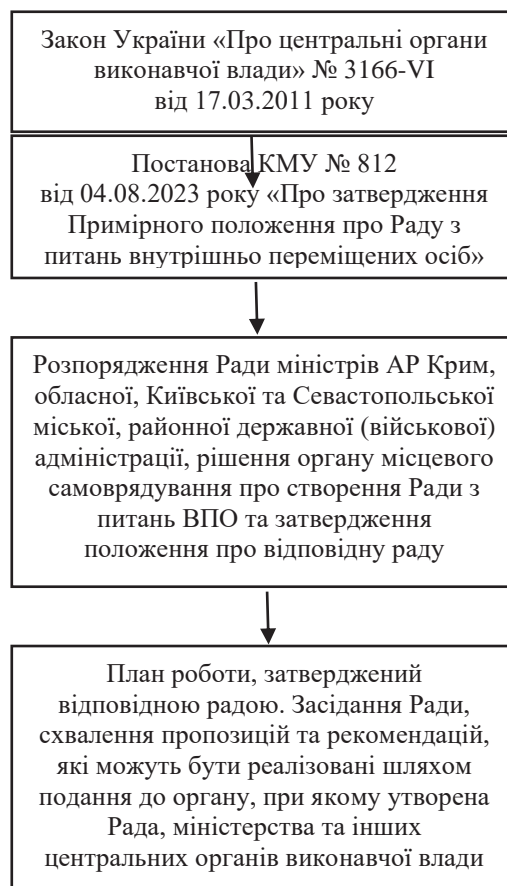 Закон України «Про центральні органи
виконавчої влади» № 3166-VI
від 17.03.2011 року
Постанова КМУ № 812
від 04.08.2023 року «Про затвердження
Примірного положення про Раду з
питань внутрішньо переміщених осіб»
Розпорядження Ради міністрів АР Крим,
обласної, Київської та Севастопольської
міської, районної державної (військової)
адміністрації, рішення органу місцевого
самоврядування про створення Ради з
питань ВПО та затвердження
положення про відповідну раду
План роботи, затверджений
відповідною радою. Засідання Ради,
схвалення пропозицій та рекомендацій,
які можуть бути реалізовані шляхом
подання до органу, при якому утворена
Рада, міністерства та інших
центральних органів виконавчої влади